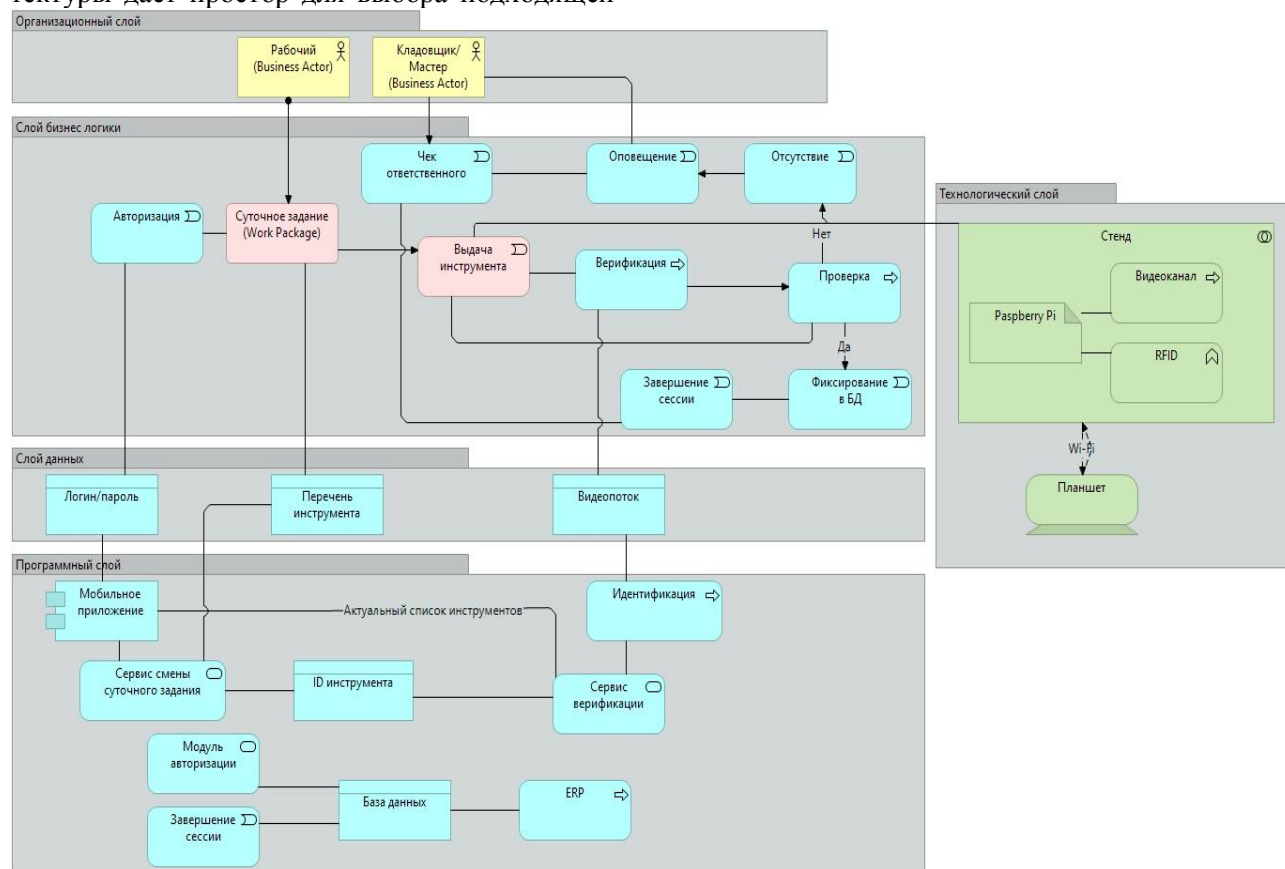 тектуры дает простор для выбора подходящей
Организационный слой
Рабочий
(Business Actor)
Кладовщик/
Мастер
(Business Actor)
Слой бизнес логики
Чек
ответственного
Оповещение
Отсутствие
Авторизация
Суточное задание
(Work Package)
Выдача
инструмента
Верификация
Нет
Проверка
Да
Завершение
сессии
Фиксирование
в БД
Технологический слой
Стенд
Видеоканал
Paspberry Pi
RFID
Wi-Fi
Планшет
Слой данных
Логин/пароль
Перечень
инструмента
Видеопоток
Программный слой
Мобильное
приложение
Актуальный список инструментов
Идентификация
Сервис смены
суточного задания
ID инструмента
Сервис
верификации
Модуль
авторизации
База данных
ERP
Завершение
сессии